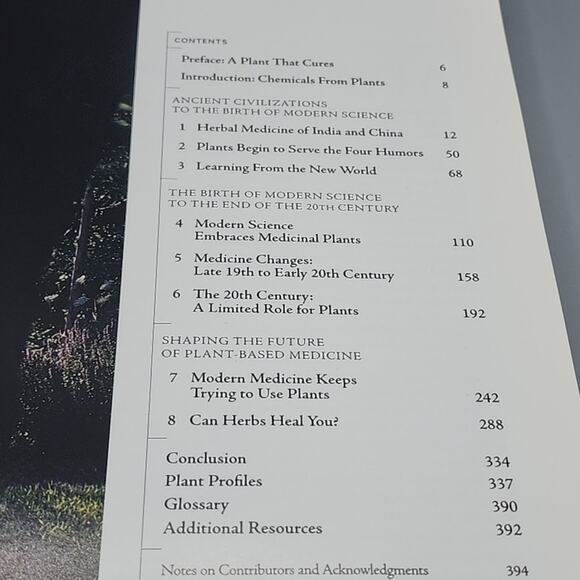 CONTENTS
Preface: A Plant That Cures 6
Introduction: Chemicals From Plants 8
ANCIENT CIVILIZATIONS
TO THE BIRTH OF MODERN SCIENCE
1 Herbal Medicine of India and China 12
2 Plants Begin to Serve the Four Humors 50
3 Learning From the New World 68
THE BIRTH OF MODERN SCIENCE
TO THE END OF THE 20TH CENTURY
4 Modern Science
Embraces Medicinal Plants 110
5 Medicine Changes:
Late 19th to Early 20th Century 158
6 The 20th Century:
A Limited Role for Plants 192
SHAPING THE FUTURE
OF PLANT-BASED MEDICINE
7 Modern Medicine Keeps
Trying to Use Plants 242
8 Can Herbs Heal You? 288
Conclusion 334
Plant Profiles 337
Glossary 390
Additional Resources 392
Notes on Contributors and Acknowledgments 394